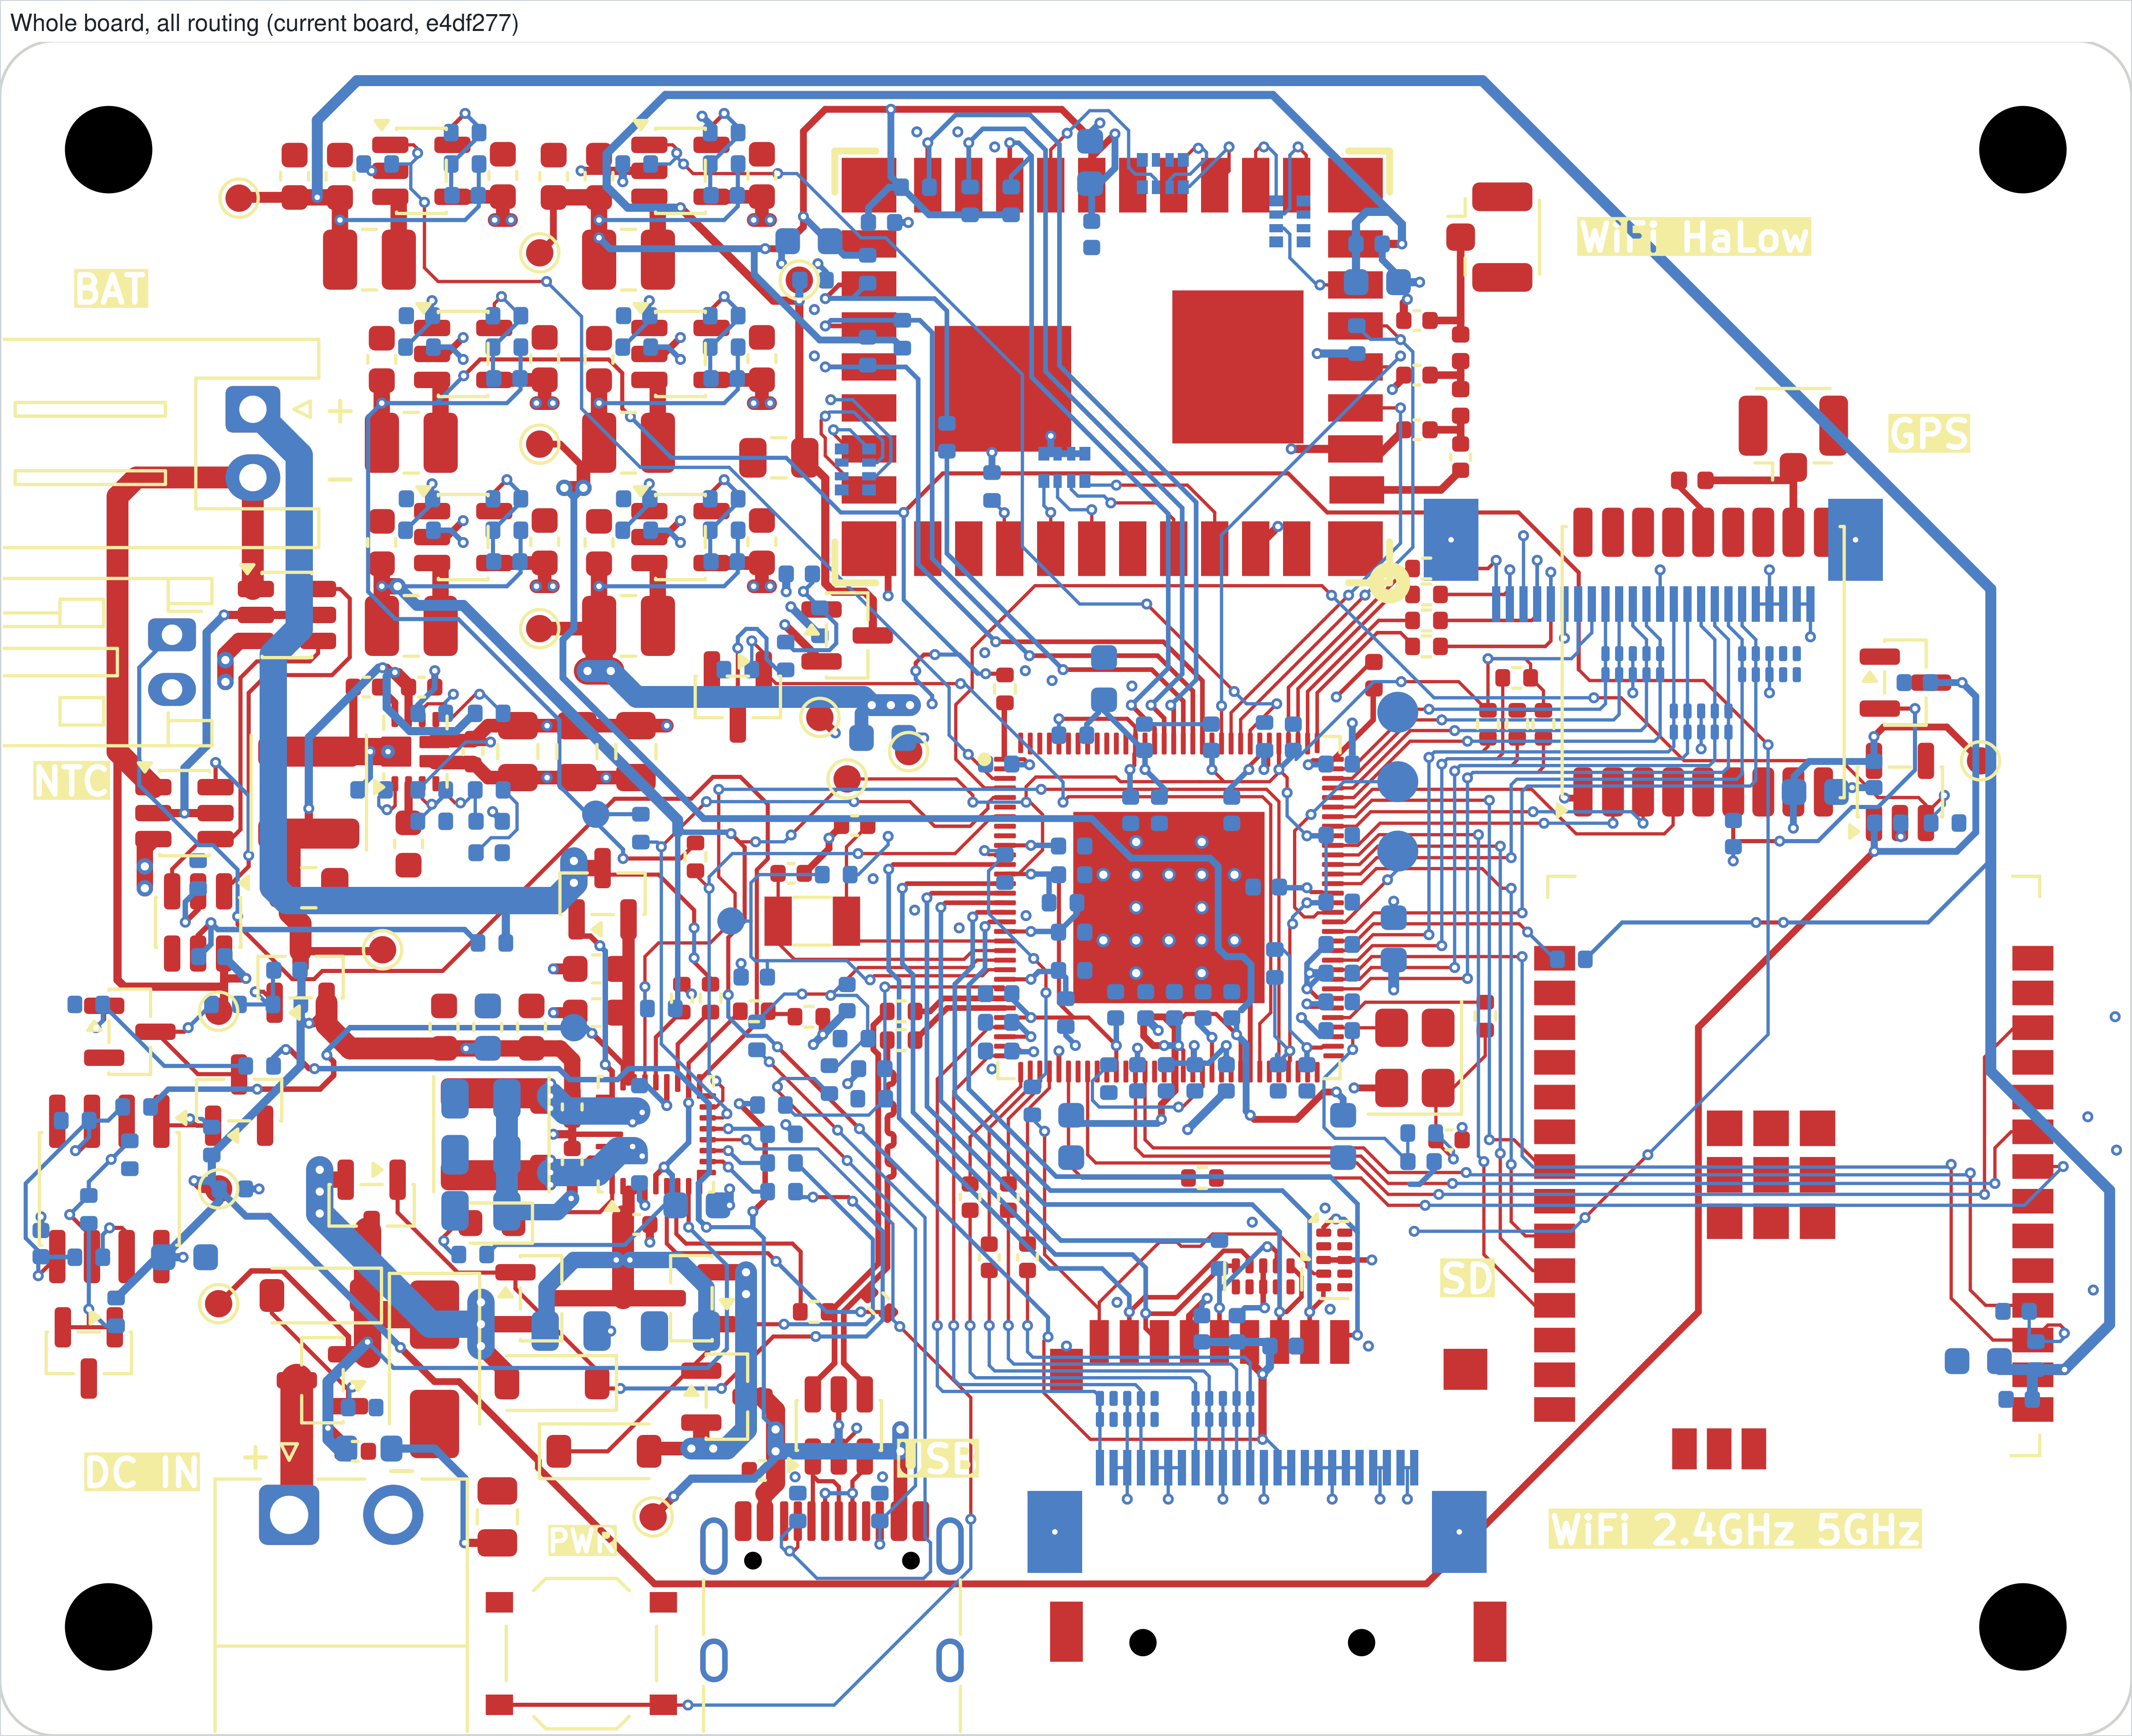 Whole board, all routing (current board, e4df277)
WiFi HaLow
BAT
+
GPS
−
NTC
SD
+
−
DC IN
USB
PWR
WiFi 2.4GHz 5GHz